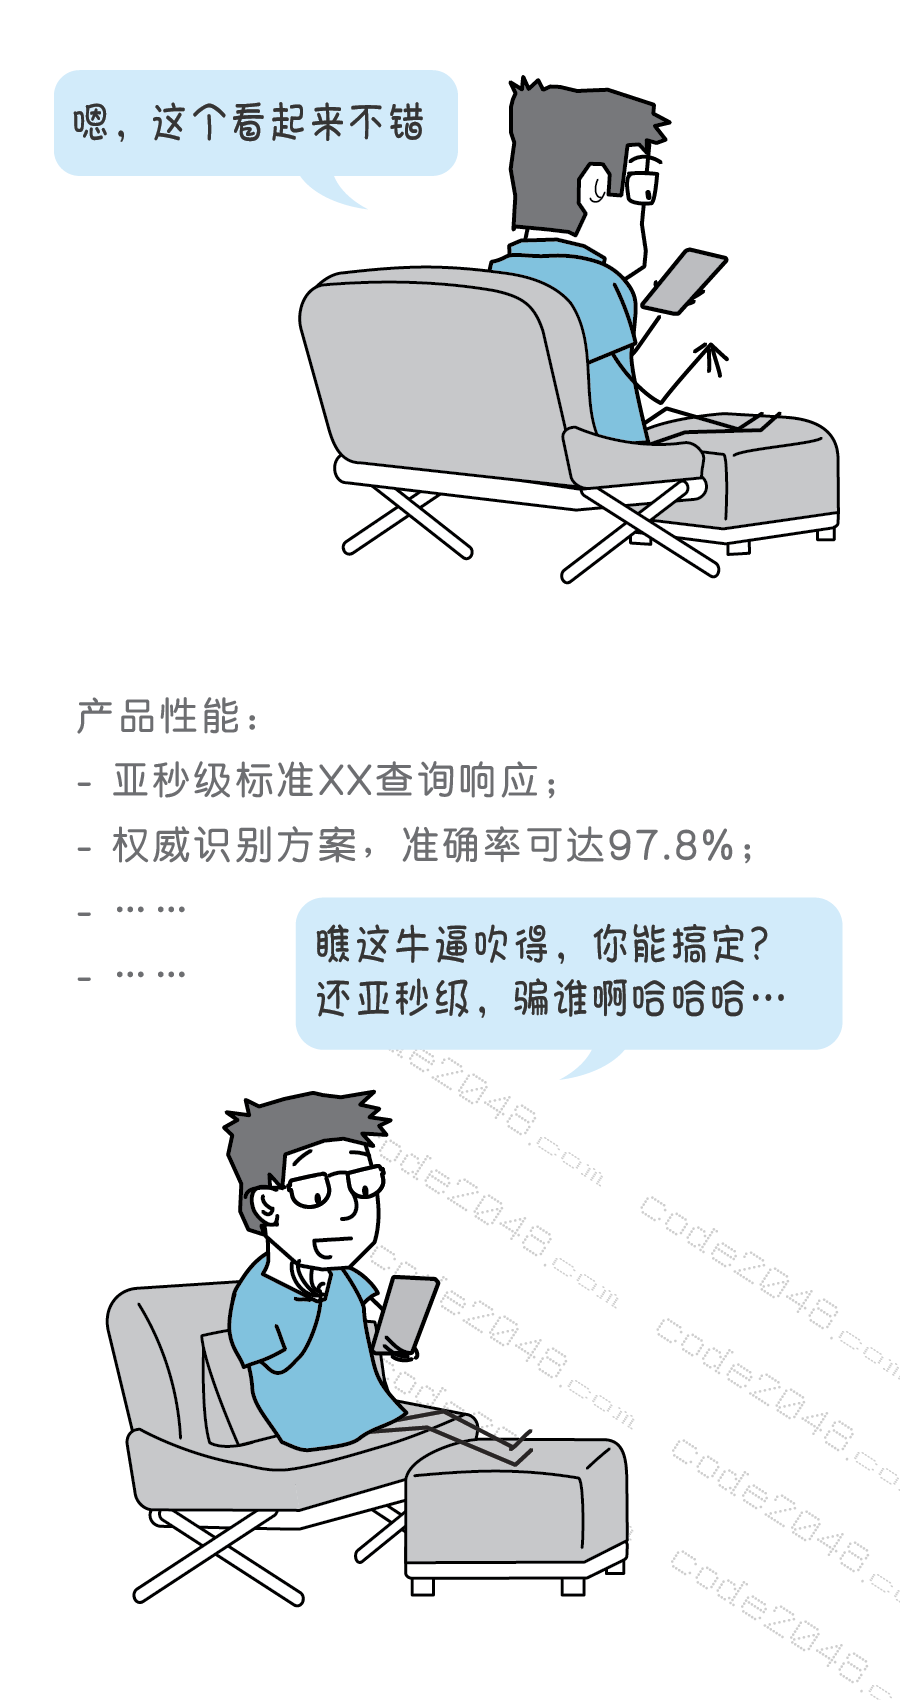 嗯，这个看起来不错
产品性能：
- 亚秒级标准XX查询响应；
- 权威识别方案，准确率可达97.8%；
- ……
- ……
瞧这牛逼吹得，你能搞定？
还亚秒级，骗谁啊哈哈哈…
code2048.com
code2048.com
code2048.com
code2048.com
code2048.com
code2048.com
code2048.com
code2048.com